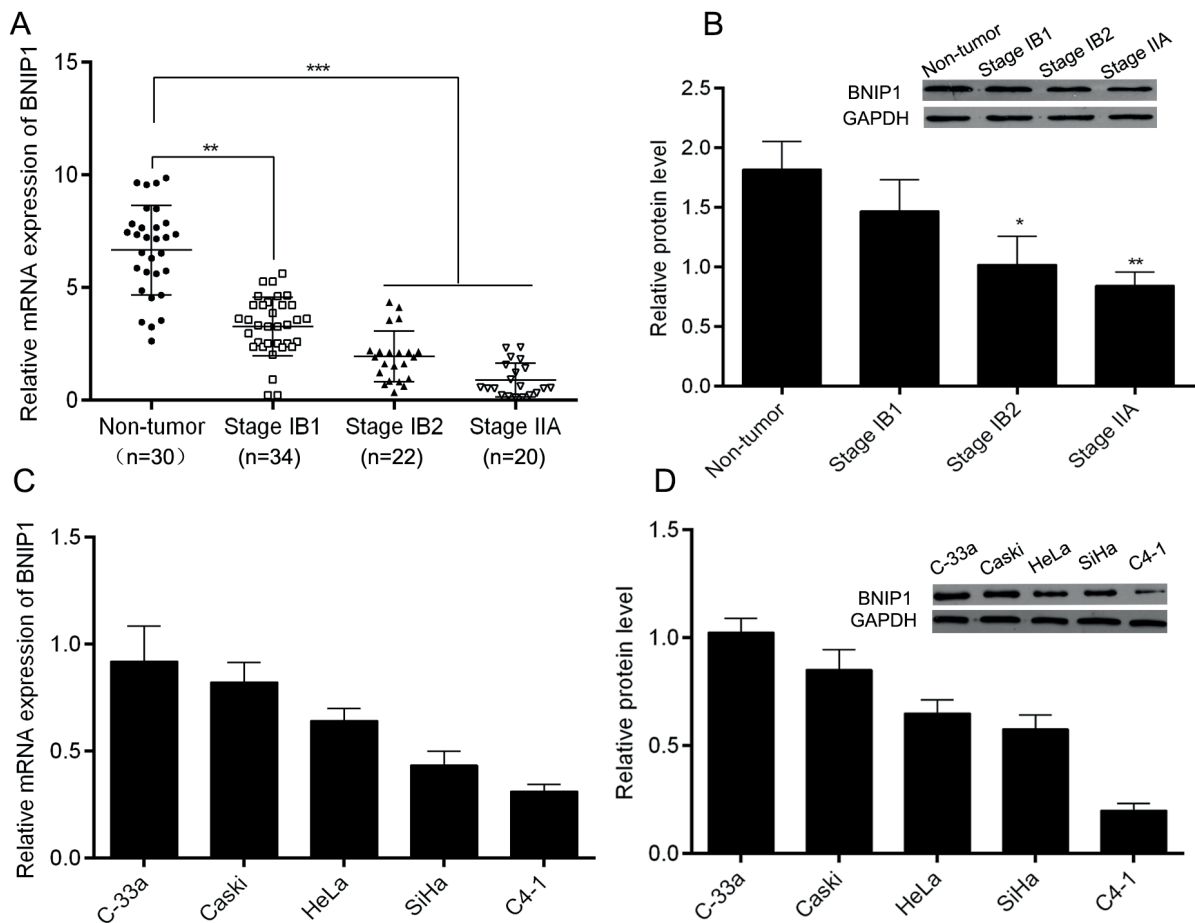 A
Relative mRNA expression of BNIP1
15
10
5
0
***
**
Non-tumor
（n=30）
Stage IB1
(n=34)
Stage IB2
(n=22)
Stage IIA
(n=20)
B
Non-tumor
Stage IB1
Stage IB2
Stage IIA
BNIP1
GAPDH
Relative protein level
2.5
2.0
1.5
1.0
0.5
0.0
*
**
Non-tumor
Stage IB1
Stage IB2
Stage IIA
C
Relative mRNA expression of BNIP1
1.5
1.0
0.5
0.0
C-33a
Caski
HeLa
SiHa
C4-1
D
C-33a
Caski
HeLa
SiHa
C4-1
BNIP1
GAPDH
Relative protein level
1.5
1.0
0.5
0.0
C-33a
Caski
HeLa
SiHa
C4-1